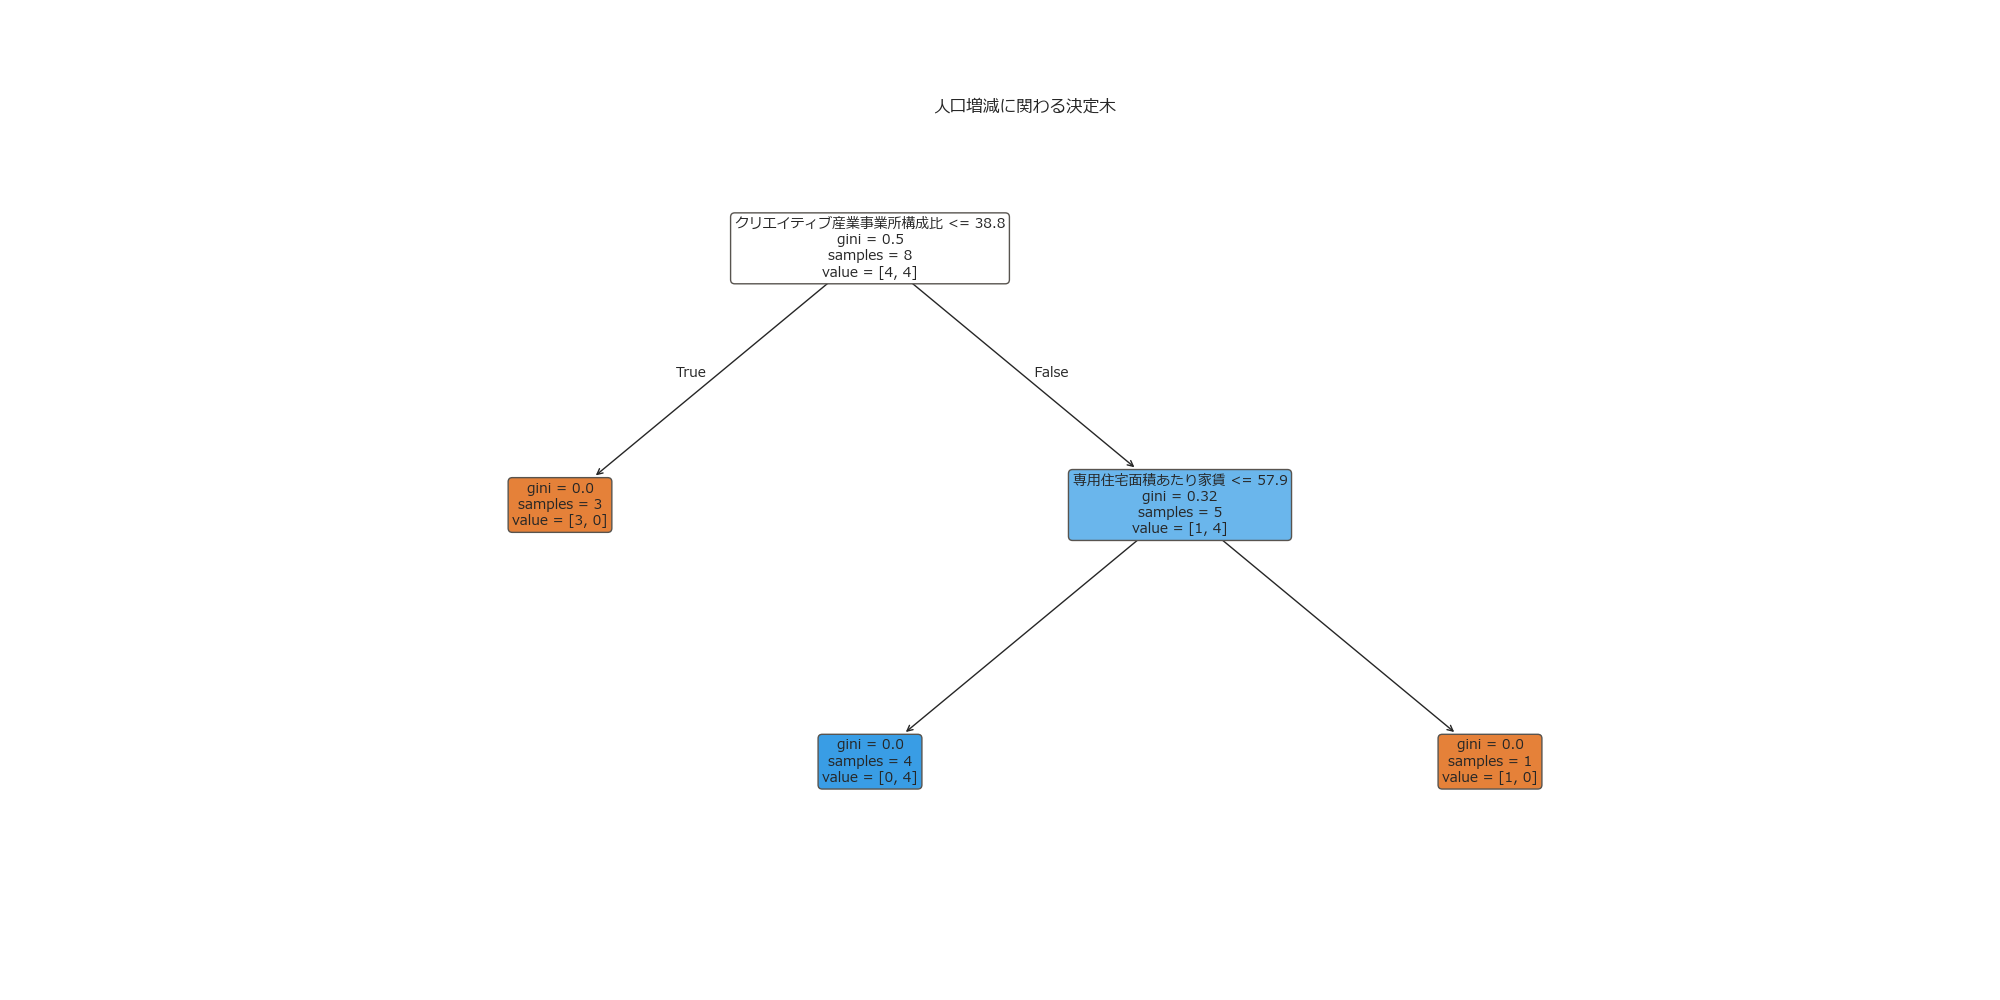 人口増減に関わる決定木
クリエイティブ産業事業所構成比 <= 38.8
gini = 0.5
samples = 8
value = [4, 4]
True
False
gini = 0.0
samples = 3
value = [3, 0]
専用住宅面積あたり家賃 <= 57.9
gini = 0.32
samples = 5
value = [1, 4]
gini = 0.0
samples = 4
value = [0, 4]
gini = 0.0
samples = 1
value = [1, 0]